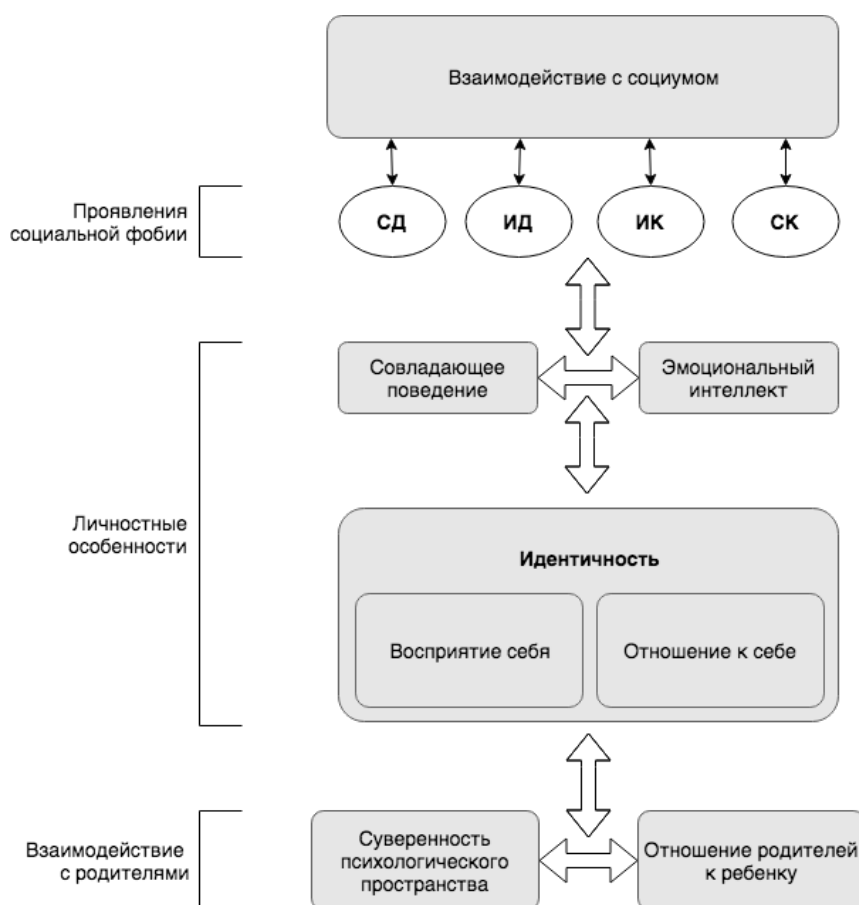 Взаимодействие с социумом
Проявления
социальной фобии
СД
ИД
ИК
СК
Совладающее
поведение
Эмоциональный
интеллект
Личностные
особенности
Идентичность
Восприятие себя
Отношение к себе
Взаимодействие
с родителями
Суверенность
психологического
пространства
Отношение родителей
к ребенку